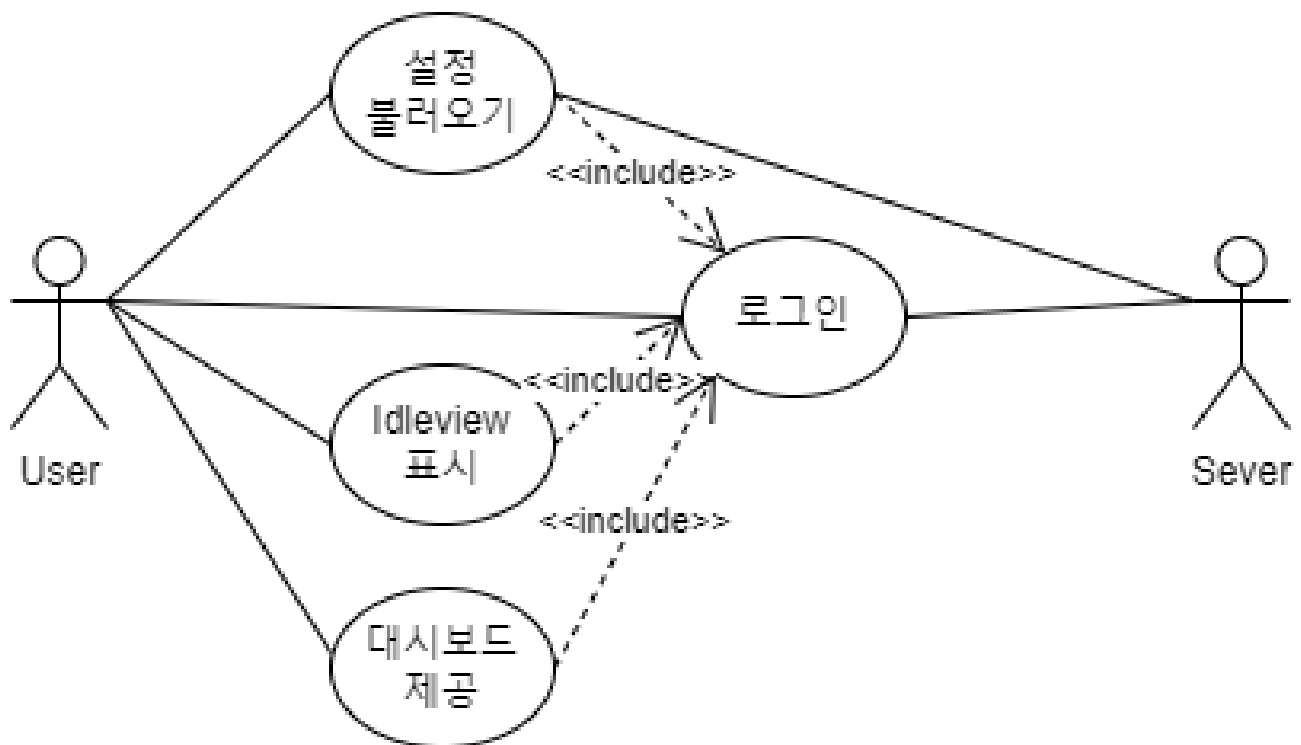 설정
불러오기
<<include>>
로그인
<<include>>
Idleview
표시
User
Sever
<<include>>
대시보드
제공